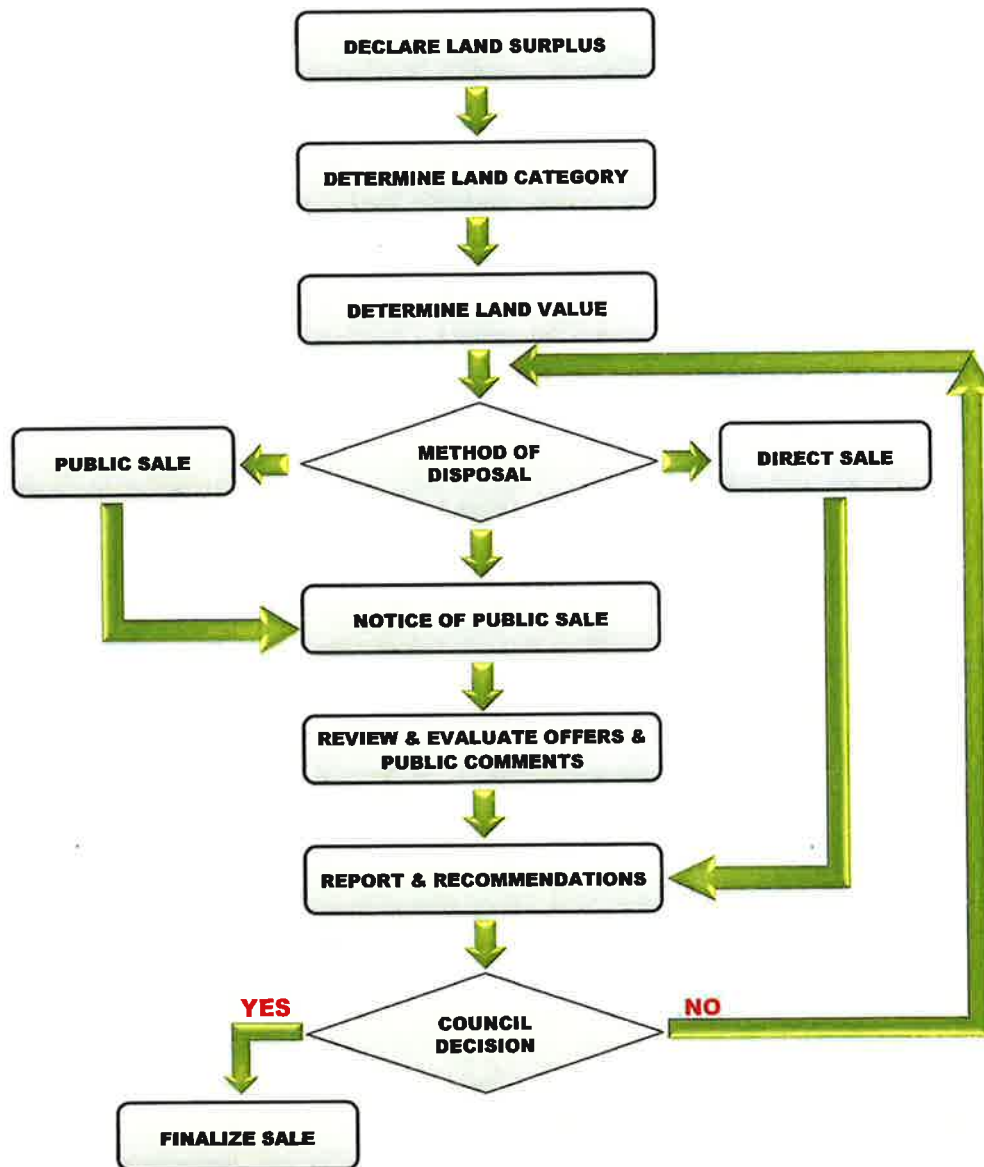 DECLARE LAND SURPLUS
DETERMINE LAND CATEGORY
DETERMINE LAND VALUE
PUBLIC SALE
METHOD OF
DISPOSAL
DIRECT SALE
NOTICE OF PUBLIC SALE
REVIEW & EVALUATE OFFERS &
PUBLIC COMMENTS
REPORT & RECOMMENDATIONS
YES
COUNCIL
DECISION
NO
FINALIZE SALE